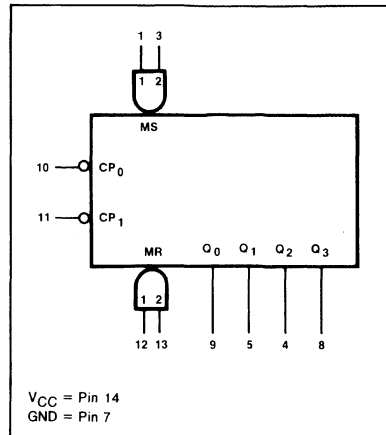 1 3
1 2
MS
10 CP0
11 CP1
MR Q0 Q1 Q2 Q3
1 2
12 13 9 5 4 8
VCC = Pin 14
GND = Pin 7